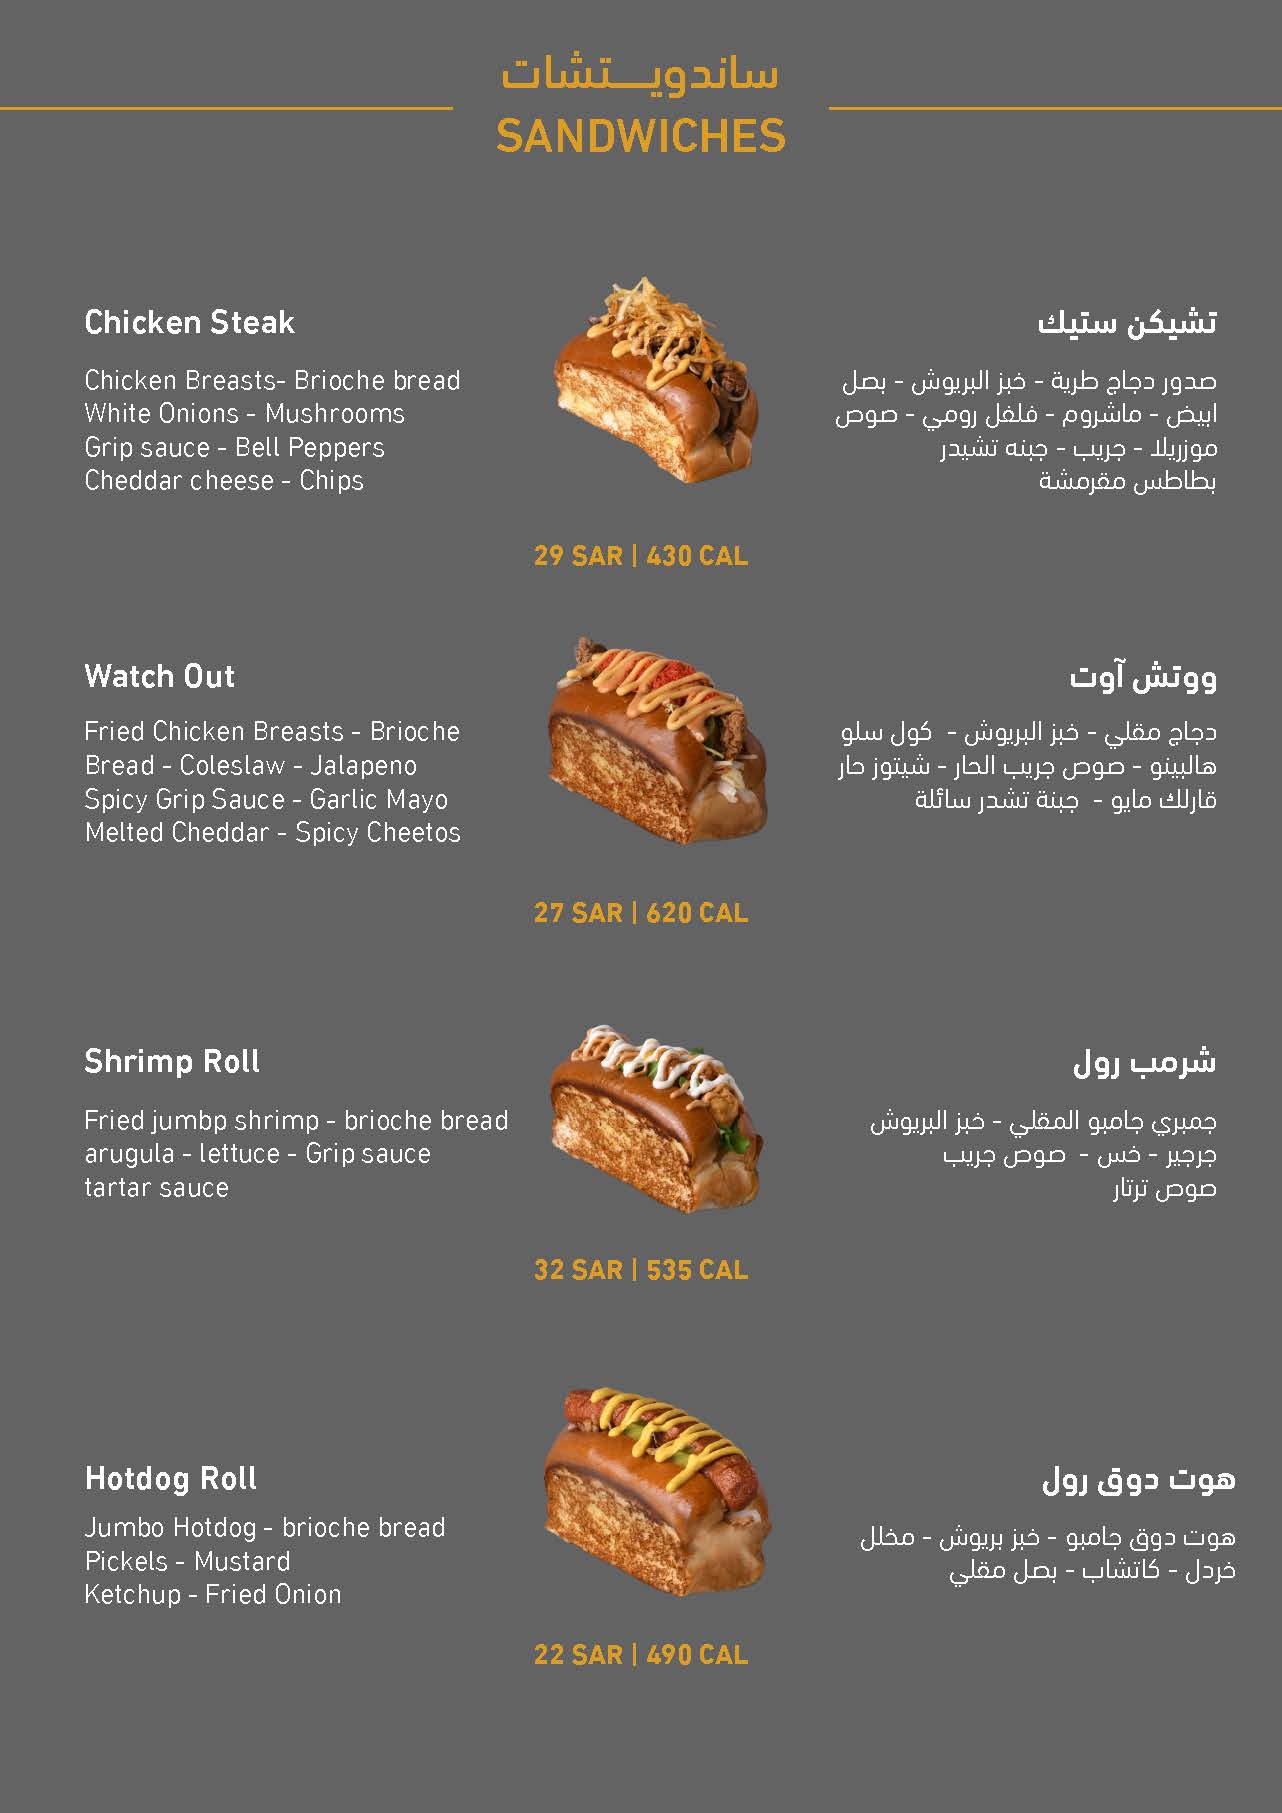 ساندويـــتشات
SANDWICHES
Chicken Steak
Chicken Breasts- Brioche bread
White Onions - Mushrooms
Grip sauce - Bell Peppers
Cheddar cheese - Chips
تشيكن ستيك
صدور دجاج طرية - خبز البريوش - بصل
ابيض - ماشروم - فلفل رومي - صوص
موزريلا - جريب - جبنه تشيدر
بطاطس مقرمشة
29 SAR | 430 CAL
Watch Out
Fried Chicken Breasts - Brioche
Bread - Coleslaw - Jalapeno
Spicy Grip Sauce - Garlic Mayo
Melted Cheddar - Spicy Cheetos
ووتش آوت
دجاج مقلي - خبز البريوش - كول سلو
هالبينو - صوص جريب الحار - شيتوز حار
قارلك مايو - جبنة تشدر سائلة
27 SAR | 620 CAL
Shrimp Roll
Fried jumbp shrimp - brioche bread
arugula - lettuce - Grip sauce
tartar sauce
شرمب رول
جمبري جامبو المقلي - خبز البريوش
جرجير - خس - صوص جريب
صوص ترتار
32 SAR | 535 CAL
Hotdog Roll
Jumbo Hotdog - brioche bread
Pickels - Mustard
Ketchup - Fried Onion
هوت دوق رول
هوت دوق جامبو - خبز بريوش - مخلل
خردل - كاتشاب - بصل مقلي
22 SAR | 490 CAL